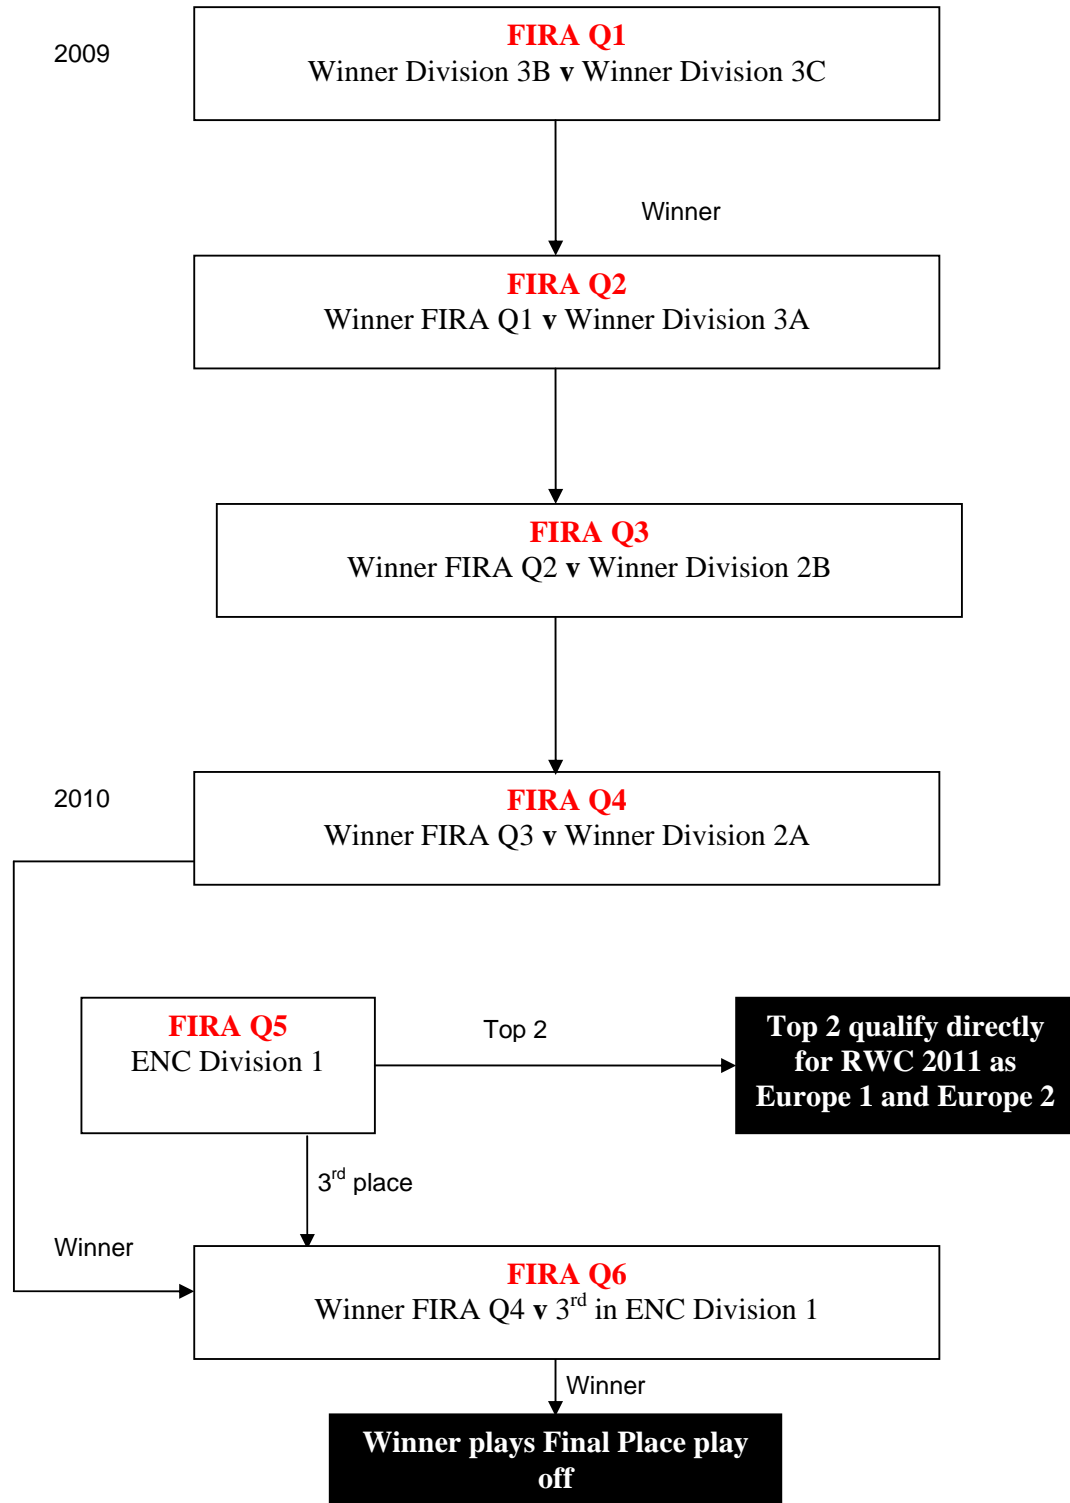 2009
FIRA Q1
Winner Division 3B v Winner Division 3C
Winner
FIRA Q2
Winner FIRA Q1 v Winner Division 3A
FIRA Q3
Winner FIRA Q2 v Winner Division 2B
2010
FIRA Q4
Winner FIRA Q3 v Winner Division 2A
FIRA Q5
ENC Division 1
Top 2
Top 2 qualify directly
for RWC 2011 as
Europe 1 and Europe 2
3rd place
Winner
FIRA Q6
Winner FIRA Q4 v 3rd in ENC Division 1
Winner
Winner plays Final Place play
off